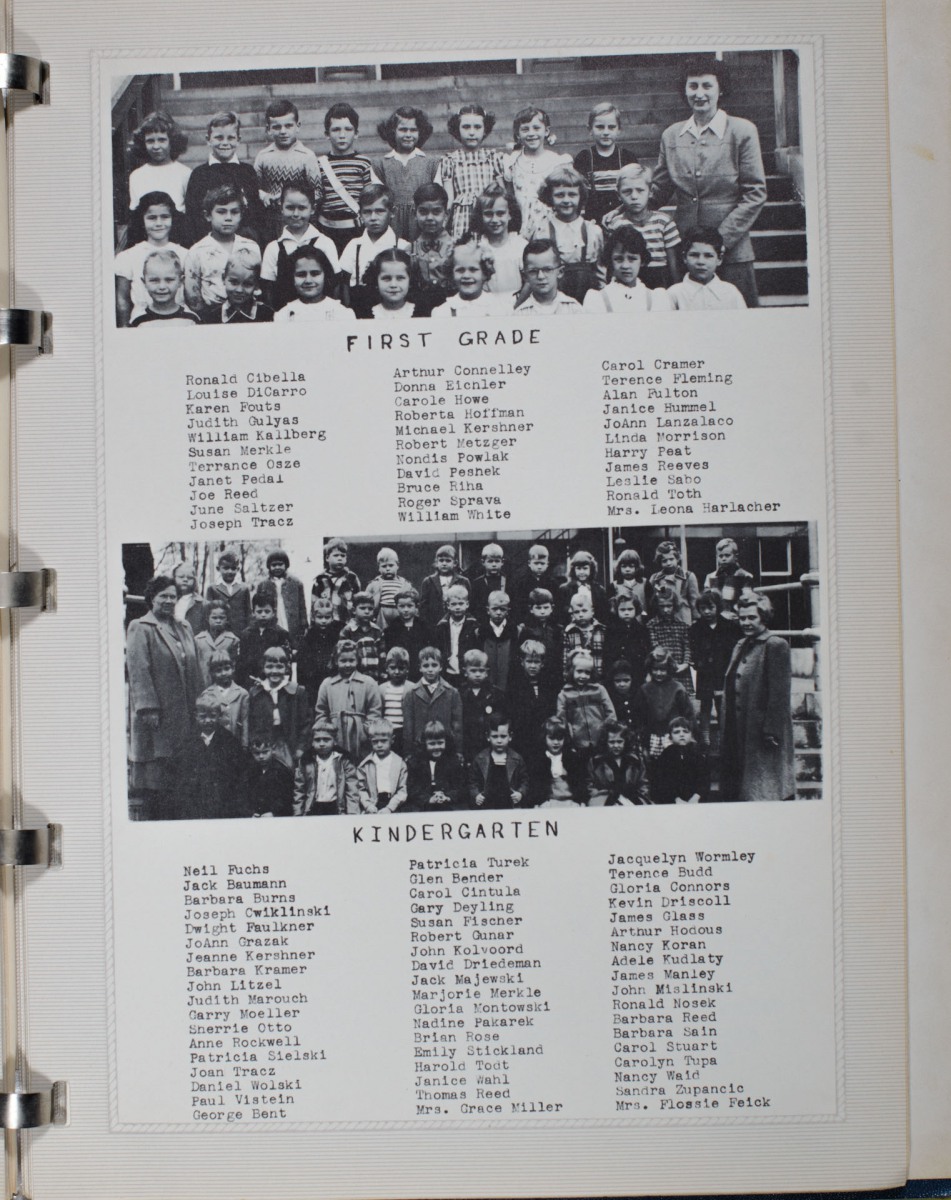 FIRST GRADE
Ronald Cibella
Louise DiCarro
Karen Fouts
Judith Gulyas
William Kallberg
Susan Merkle
Terrance Osze
Janet Pedal
Joe Reed
June Saltzer
Joseph Tracz
Arthur Connelley
Donna Eichler
Carole Howe
Roberta Hoffman
Michael Kershner
Robert Metzger
Nondis Powlak
David Pesnek
Bruce Riha
Roger Sprava
William White
Carol Cramer
Terence Fleming
Alan Fulton
Janice Hummel
JoAnn Lanzalaco
Linda Morrison
Harry Peat
James Reeves
Leslie Sabo
Ronald Toth
Mrs. Leona Harlacher
KINDERGARTEN
Neil Fuchs
Jack Baumann
Barbara Burns
Joseph Cwiklinski
Dwight Faulkner
JoAnn Grazak
Jeanne Kershner
Barbara Kramer
John Litzel
Judith Marouch
Garry Moeller
Sherrie Otto
Anne Rockwell
Patricia Sielski
Joan Tracz
Daniel Wolski
Paul Vistein
George Bent
Patricia Turek
Glen Bender
Carol Cintula
Gary Deyling
Susan Fischer
Robert Gunar
John Kolvoord
David Driedeman
Jack Majewski
Marjorie Merkle
Gloria Montowski
Nadine Pakarek
Brian Rose
Emily Stickland
Harold Todt
Janice Wahl
Thomas Reed
Mrs. Grace Miller
Jacquelyn Wormley
Terence Budd
Gloria Connors
Kevin Driscoll
James Glass
Arthur Hodous
Nancy Koran
Adele Kudlaty
James Manley
John Mislinski
Ronald Nosek
Barbara Reed
Barbara Sain
Carol Stuart
Carolyn Tupa
Nancy Waid
Sandra Zupancic
Mrs. Flossie Feick